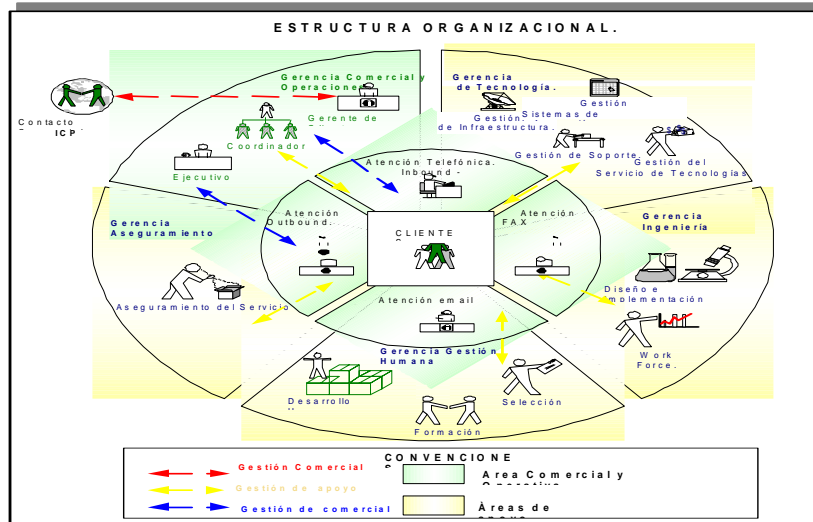 ESTRUCTURA ORGANIZACIONAL.
Gerencia Comercial y
Operaciones
Gerencia
de Tecnología.
Gestión
Sistemas de
Gestión
de Infraestructura.
Contacto
ICP
Gerente de
Coordinador
Gestión de Soporte.
Gestión del
Servicio de Tecnologías
Atención Telefónica.
Inbound -
Ejecutivo
Gerencia
Aseguramiento
Atención
Outbound.
CLIENTE
Atención
FAX
Gerencia
Ingeniería
Aseguramiento del Servicio
Diseño e
Implementación
Atención email
Gerencia Gestión
Humana
Work
Force.
Desarrollo
Selección
Formación
CONVENCIONE
Gestión Comercial
Area Comercial y
Operativa
Gestión de apoyo
Gestión de comercial
Àreas de
apoyo